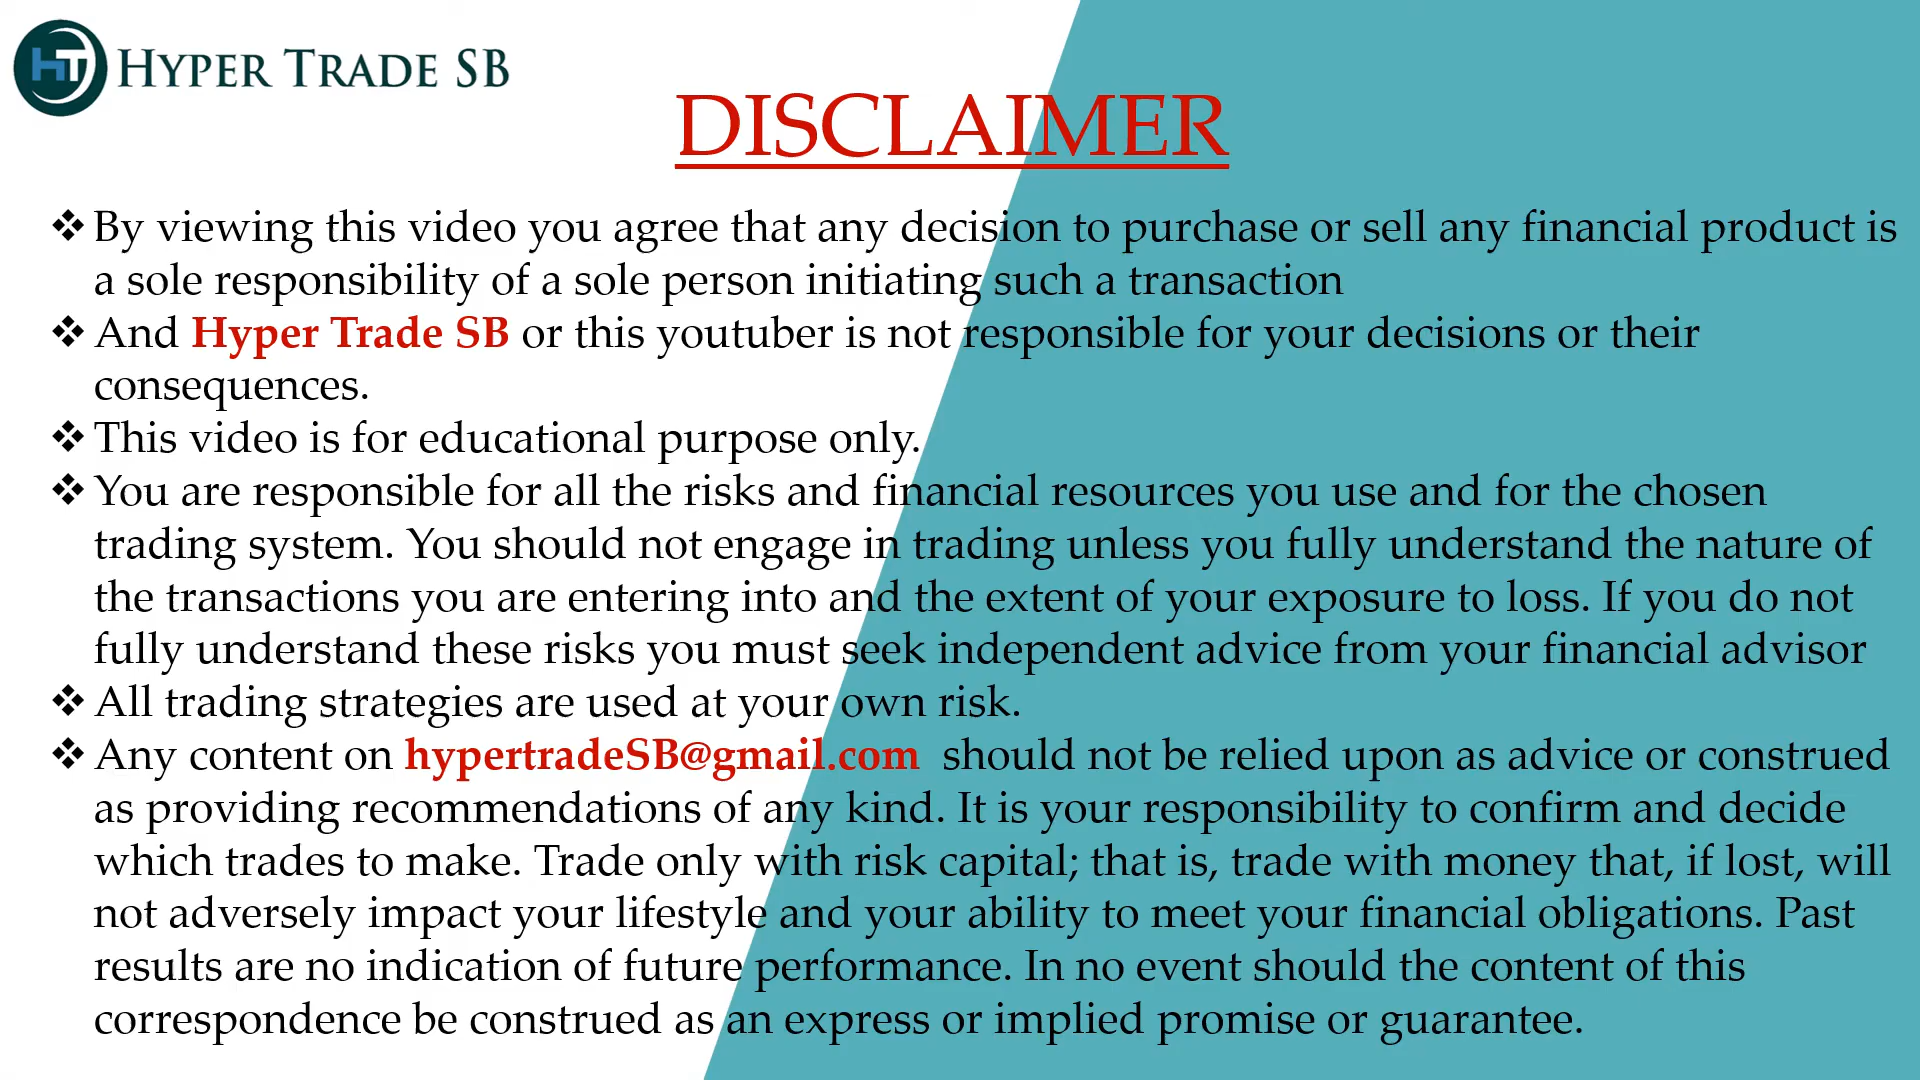 HT HYPER TRADE SB
DISCLAIMER
❖ By viewing this video you agree that any decision to purchase or sell any financial product is
a sole responsibility of a sole person initiating such a transaction
❖ And Hyper Trade SB or this youtuber is not responsible for your decisions or their
consequences.
❖ This video is for educational purpose only.
❖ You are responsible for all the risks and financial resources you use and for the chosen
trading system. You should not engage in trading unless you fully understand the nature of
the transactions you are entering into and the extent of your exposure to loss. If you do not
fully understand these risks you must seek independent advice from your financial advisor
❖ All trading strategies are used at your own risk.
❖ Any content on hypertradeSB@gmail.com should not be relied upon as advice or construed
as providing recommendations of any kind. It is your responsibility to confirm and decide
which trades to make. Trade only with risk capital; that is, trade with money that, if lost, will
not adversely impact your lifestyle and your ability to meet your financial obligations. Past
results are no indication of future performance. In no event should the content of this
correspondence be construed as an express or implied promise or guarantee.